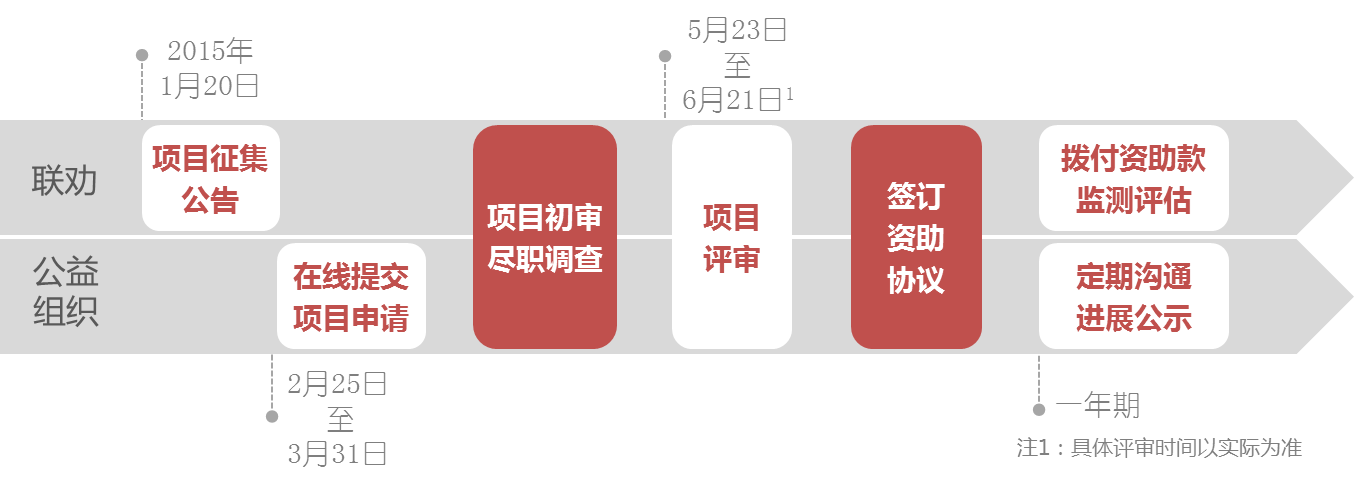 2015年
1月20日
5月23日
至
6月21日1
联劝
项目征集
公告
项目初审
尽职调查
项目
评审
签订
资助
协议
拨付资助款
监测评估
公益
组织
在线提交
项目申请
定期沟通
进展公示
2月25日
至
3月31日
一年期
注1：具体评审时间以实际为准